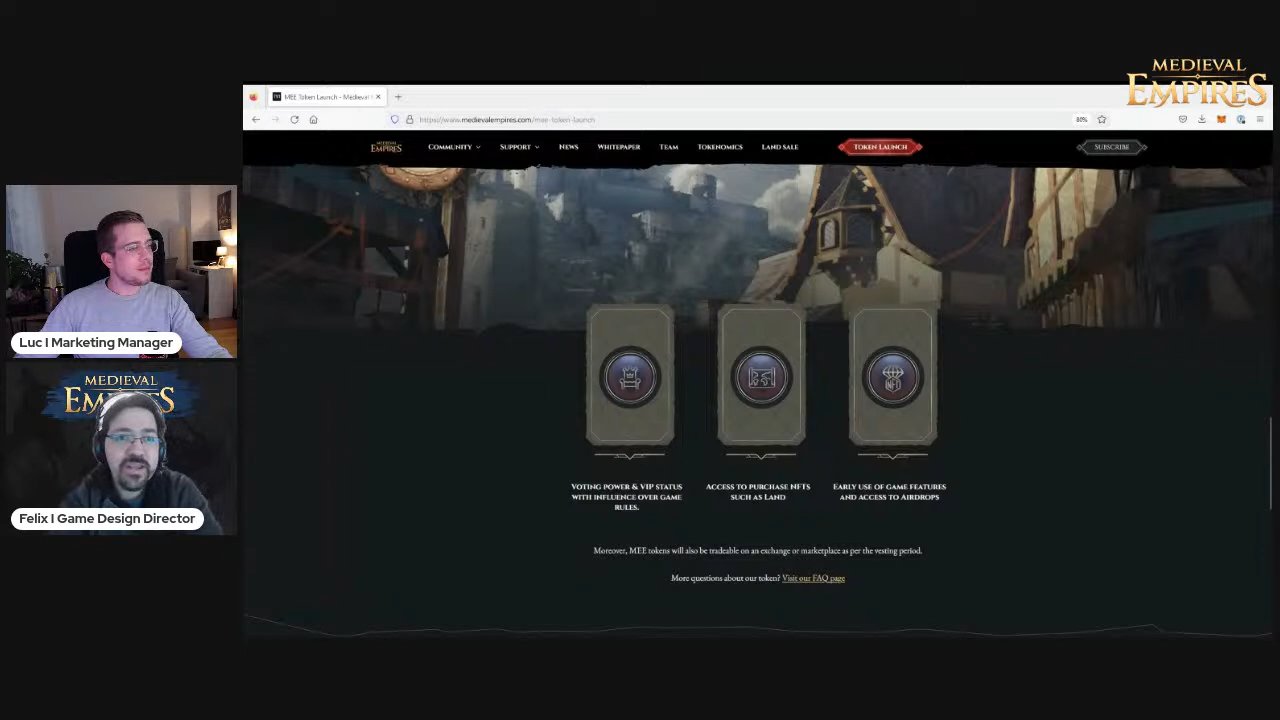 MEDIEVAL
EMPIRES
MEE Token Launch - Medieval
https://www.medievalempires.com/mee-token-launch
80%
MEDIEVAL
EMPIRES
COMMUNITY
SUPPORT
NEWS
WHITEPAPER
TEAM
TOKENOMICS
LAND SALE
TOKEN LAUNCH
SUBSCRIBE
Luc I Marketing Manager
MEDIEVAL
EMPIRES
Felix I Game Design Director
NFT
VOTING POWER & VIP STATUS
WITH INFLUENCE OVER GAME
RULES.
ACCESS TO PURCHASE NFTS
SUCH AS LAND
EARLY USE OF GAME FEATURES
AND ACCESS TO AIRDROPS
Moreover, MEE tokens will also be tradeable on an exchange or marketplace as per the vesting period.
More questions about our token? Visit our FAQ page